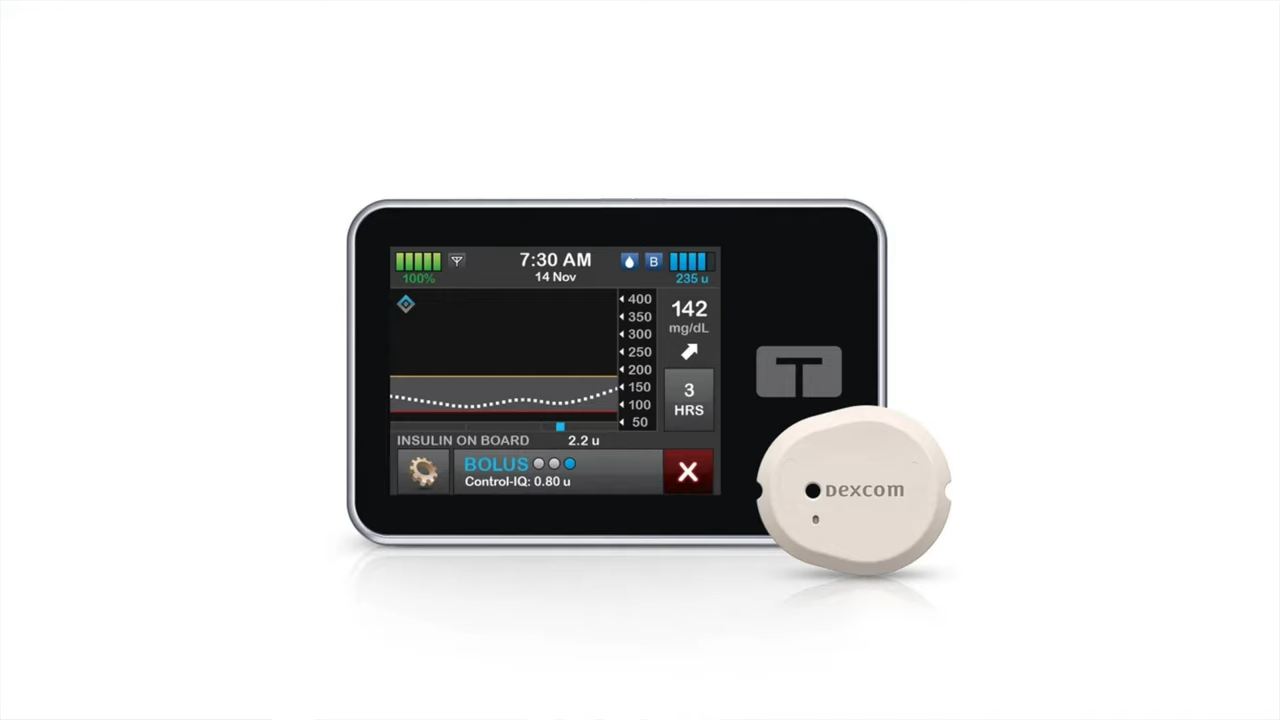 100%
7:30 AM
14 Nov
B
235 u
400
350
300
250
200
150
100
50
142
mg/dL
3
HRS
INSULIN ON BOARD 2.2 u
BOLUS
Control-IQ: 0.80 u
X
T
Dexcom